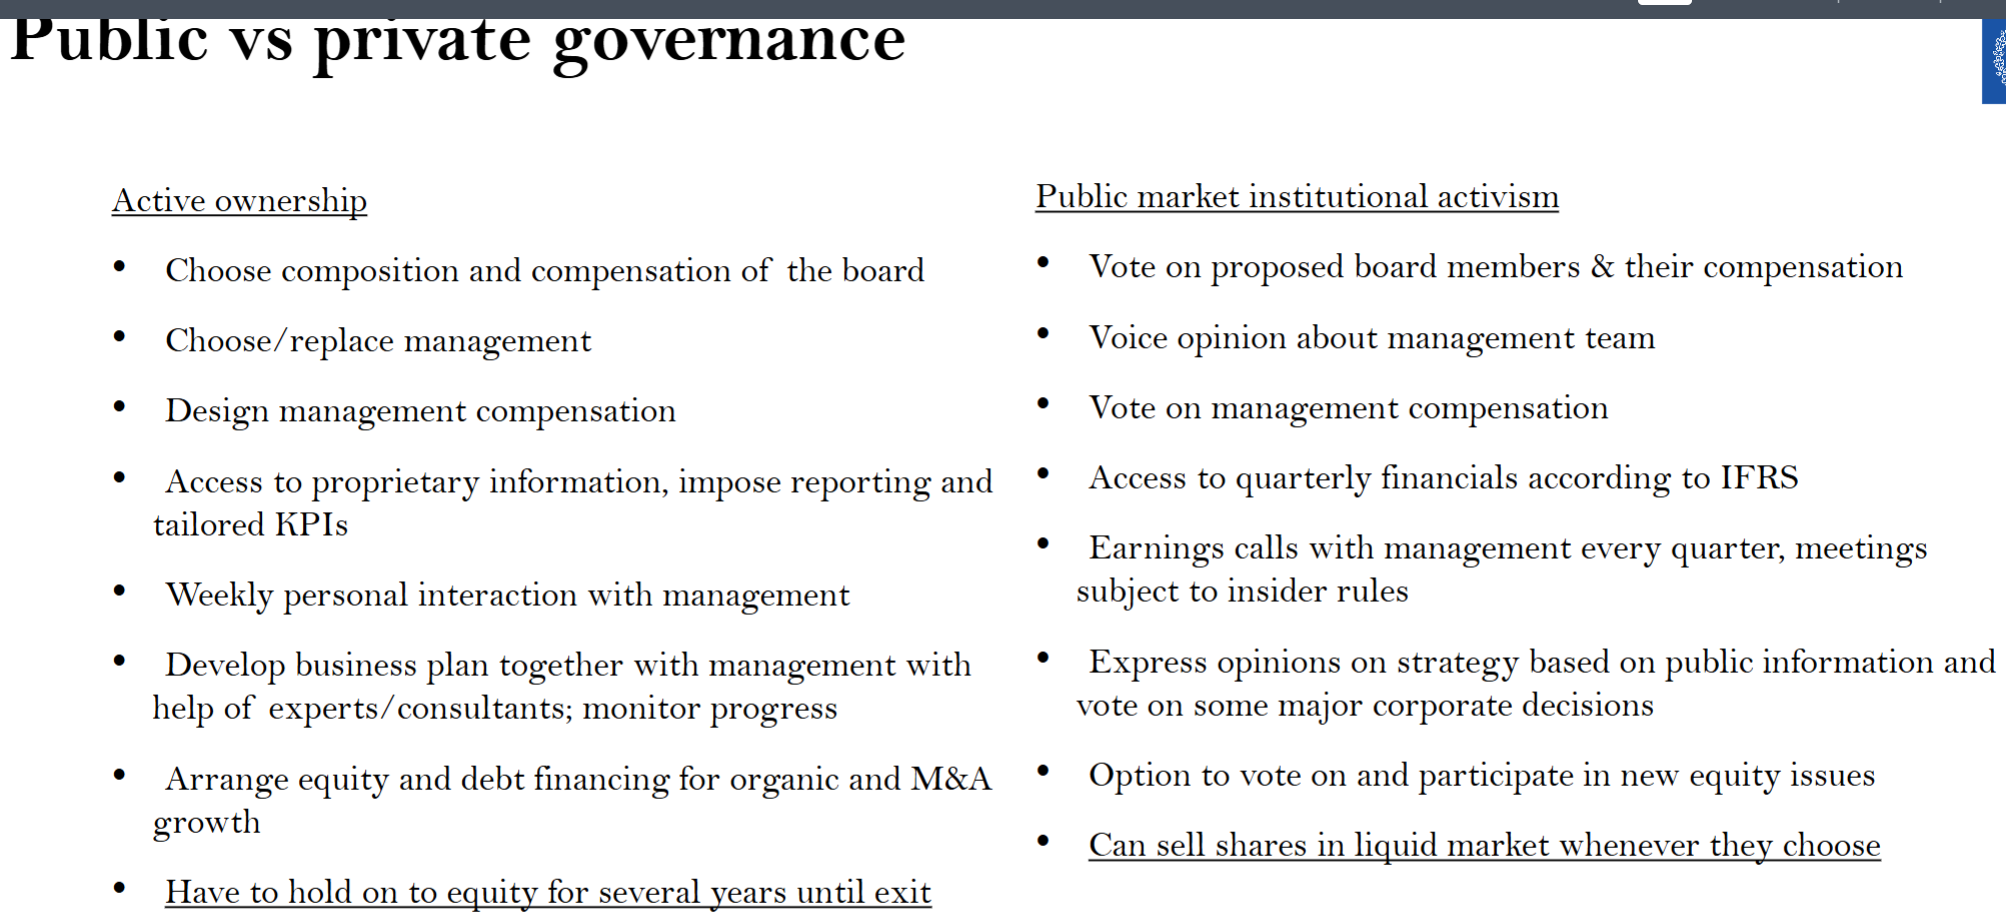 Public vs private governance
Active ownership
• Choose composition and compensation of the board
• Choose/replace management
• Design management compensation
• Access to proprietary information, impose reporting and
tailored KPIs
• Weekly personal interaction with management
• Develop business plan together with management with
help of experts/consultants; monitor progress
• Arrange equity and debt financing for organic and M&A
growth
• Have to hold on to equity for several years until exit
Public market institutional activism
• Vote on proposed board members & their compensation
• Voice opinion about management team
• Vote on management compensation
• Access to quarterly financials according to IFRS
• Earnings calls with management every quarter, meetings
subject to insider rules
• Express opinions on strategy based on public information and
vote on some major corporate decisions
• Option to vote on and participate in new equity issues
• Can sell shares in liquid market whenever they choose